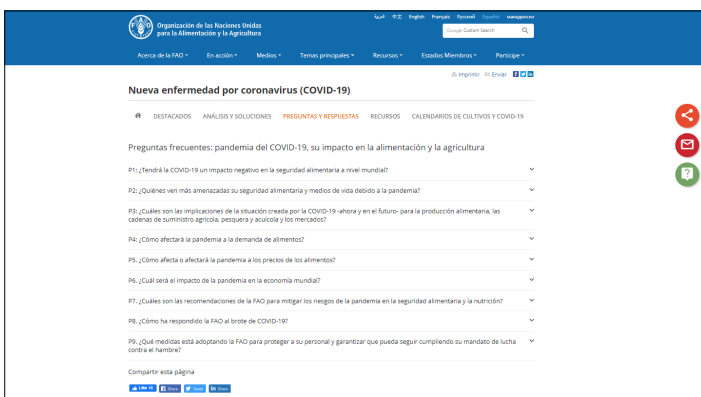 Organización de las Naciones Unidas
para la Alimentación y la Agricultura
العربية 中文 English Français Русский Español
Google Custom Search
Acerca de la FAO En acción Medios Temas principales Recursos Estados Miembros Participe
Imprimir Enviar
Nueva enfermedad por coronavirus (COVID-19)
DESTACADOS ANÁLISIS Y SOLUCIONES PREGUNTAS Y RESPUESTAS RECURSOS CALENDARIOS DE CULTIVOS Y COVID-19
Preguntas frecuentes: pandemia del COVID-19, su impacto en la alimentación y la agricultura
P1: ¿Tendrá la COVID-19 un impacto negativo en la seguridad alimentaria a nivel mundial?
P2: ¿Quiénes ven más amenazadas su seguridad alimentaria y medios de vida debido a la pandemia?
P3: ¿Cuáles son las implicaciones de la situación creada por la COVID-19 -ahora y en el futuro- para la producción alimentaria, las
cadenas de suministro agrícola, pesquera y acuícola y los mercados?
P4: ¿Cómo afectará la pandemia a la demanda de alimentos?
P5. ¿Cómo afecta o afectará la pandemia a los precios de los alimentos?
P6. ¿Cuál será el impacto de la pandemia en la economía mundial?
P7. ¿Cuáles son las recomendaciones de la FAO para mitigar los riesgos de la pandemia en la seguridad alimentaria y la nutrición?
P8. ¿Cómo ha respondido la FAO al brote de COVID-19?
P9. ¿Qué medidas está adoptando la FAO para proteger a su personal y garantizar que pueda seguir cumpliendo su mandato de lucha
contra el hambre?
Compartir esta página
Like Share Tweet Share